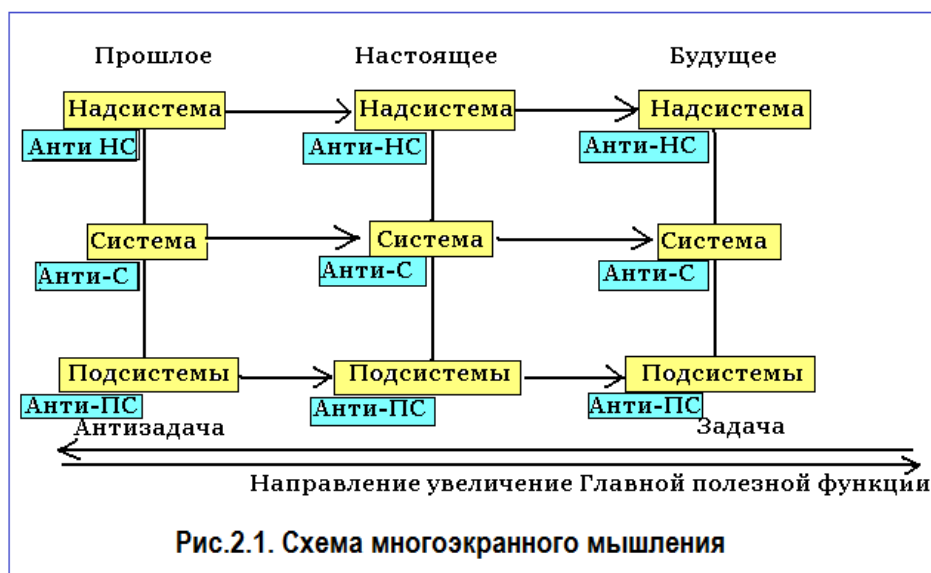 Прошлое Настоящее Будущее
Надсистема Надсистема Надсистема
Анти НС Анти-НС Анти-НС
Система Система Система
Анти-С Анти-С Анти-С
Подсистемы Подсистемы Подсистемы
Анти-ПС Анти-ПС Анти-ПС
Антизадача Задача
Направление увеличение Главной полезной функции
Рис.2.1. Схема многоэкранного мышления